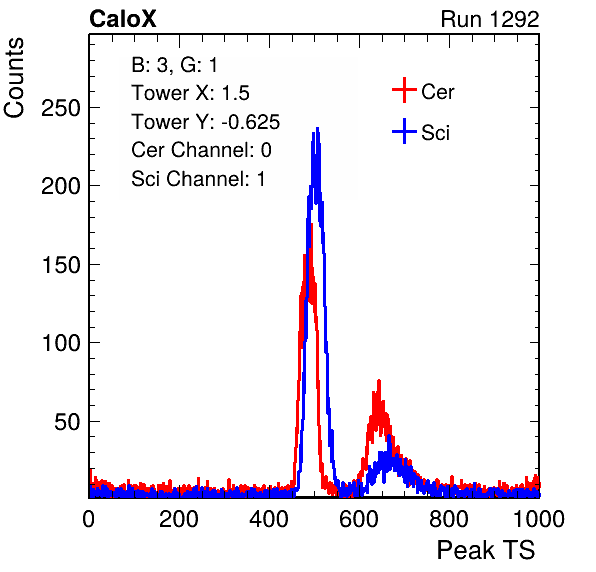 CaloX Run 1292
Counts
B: 3, G: 1
Tower X: 1.5
Tower Y: -0.625
Cer Channel: 0
Sci Channel: 1
Cer
Sci
250
200
150
100
50
0 200 400 600 800 1000
Peak TS